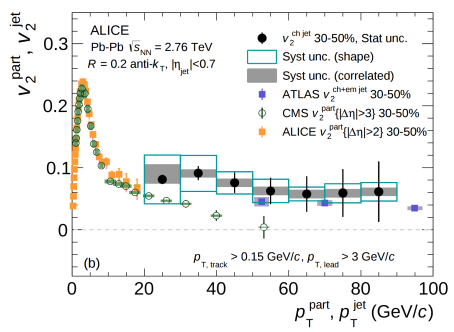 ALICE
Pb-Pb √s_NN = 2.76 TeV
R = 0.2 anti-k_T, |η_jet|<0.7
v_2^ch jet 30-50%, Stat unc.
Syst unc. (shape)
Syst unc. (correlated)
ATLAS v_2^ch+em jet 30-50%
CMS v_2^part{|Δη|>3} 30-50%
ALICE v_2^part{|Δη|>2} 30-50%
v_2^part, v_2^jet
0.3
0.2
0.1
0
(b)
p_T, track > 0.15 GeV/c, p_T, lead > 3 GeV/c
0 20 40 60 80 100
p_T^part, p_T^jet (GeV/c)